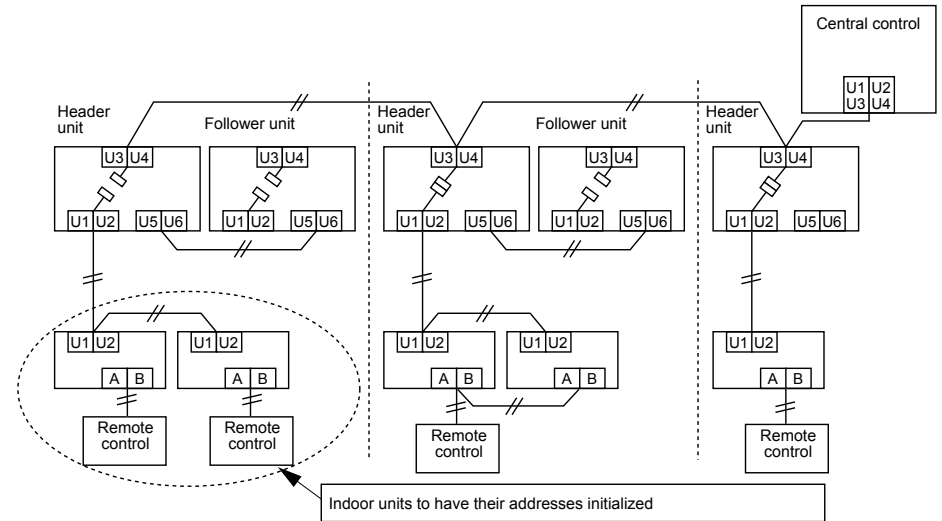 Central control
U1 U2
U3 U4
Header
unit
Follower unit
Header
unit
Follower unit
Header
unit
U3 U4
U3 U4
U3 U4
U3 U4
U3 U4
U1 U2
U5 U6
U1 U2
U5 U6
U1 U2
U5 U6
U1 U2
U5 U6
U1 U2
U5 U6
U1 U2
U1 U2
U1 U2
U1 U2
U1 U2
A B
A B
A B
A B
A B
Remote
control
Remote
control
Remote
control
Remote
control
Indoor units to have their addresses initialized